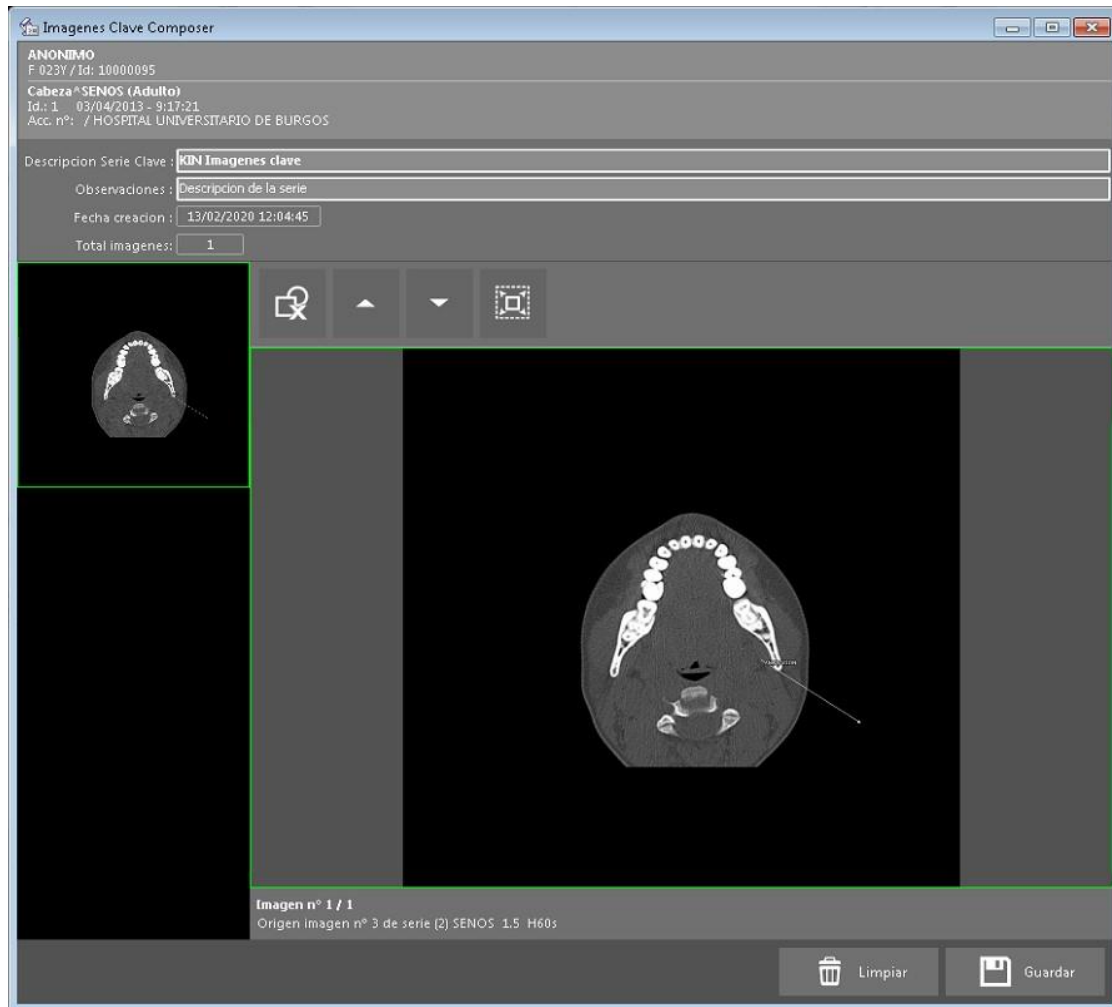 Imagenes Clave Composer
ANONIMO
F 023Y / Id: 10000095
Cabeza^SENOS (Adulto)
Id.: 1 03/04/2013 - 9:17:21
Acc. nº: / HOSPITAL UNIVERSITARIO DE BURGOS
Descripcion Serie Clave : KIN Imagenes clave
Observaciones : Descripcion de la serie
Fecha creacion : 13/02/2020 12:04:45
Total imagenes: 1
Imagen nº 1 / 1
Origen imagen nº 3 de serie (2) SENOS 1.5 H60s
Limpiar
Guardar